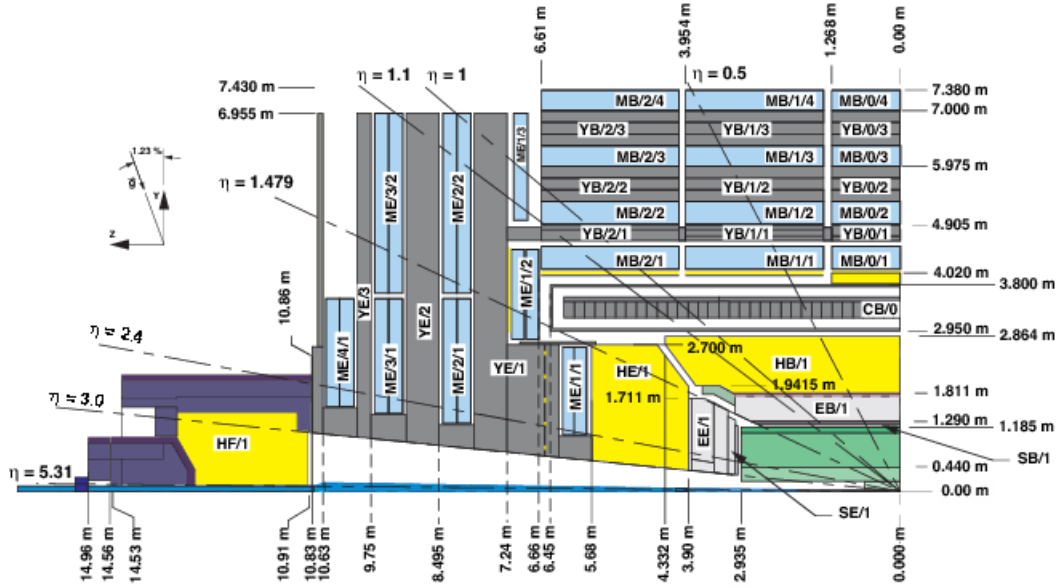 6.61 m
3.954 m
1.268 m
0.00 m
η = 1.1
η = 1
η = 0.5
7.430 m
6.955 m
7.380 m
7.000 m
5.975 m
4.905 m
4.020 m
3.800 m
2.950 m
2.864 m
1.811 m
1.290 m
1.185 m
0.440 m
0.00 m
MB/2/4
MB/1/4
MB/0/4
YB/2/3
YB/1/3
YB/0/3
MB/2/3
MB/1/3
MB/0/3
YB/2/2
YB/1/2
YB/0/2
MB/2/2
MB/1/2
MB/0/2
YB/2/1
YB/1/1
YB/0/1
MB/2/1
MB/1/1
MB/0/1
CB/0
1.23 %
g
Y
Z
η = 1.479
η = 2.4
η = 3.0
η = 5.31
10.86 m
ME/4/1
YE/3
ME/3/2
ME/3/1
YE/2
ME/2/2
ME/2/1
YE/1
ME/1/3
ME/1/2
ME/1/1
HE/1
2.700 m
1.711 m
HB/1
1.9415 m
EB/1
EE/1
SB/1
SE/1
HF/1
14.96 m
14.56 m
14.53 m
10.91 m
10.83 m
10.63 m
9.75 m
8.495 m
7.24 m
6.66 m
6.45 m
5.68 m
4.332 m
3.90 m
2.935 m
0.000 m